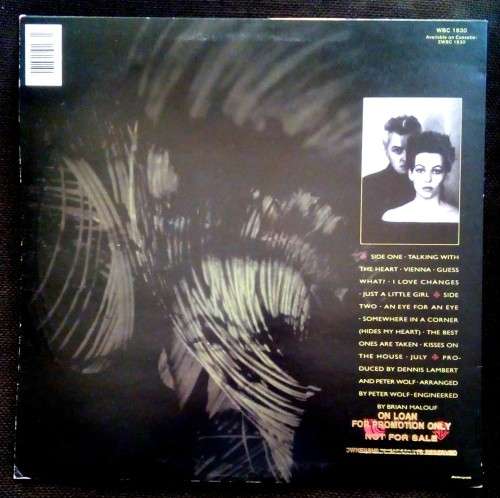 WBC 1830
Available on Cassette:
ZWBC 1830
SIDE ONE · TALKING WITH
THE HEART · VIENNA · GUESS
WHAT? · I LOVE CHANGES
· JUST A LITTLE GIRL SIDE
TWO · AN EYE FOR AN EYE
· SOMEWHERE IN A CORNER
(HIDES MY HEART) · THE BEST
ONES ARE TAKEN · KISSES ON
THE HOUSE · JULY PRO-
DUCED BY DENNIS LAMBERT
AND PETER WOLF · ARRANGED
BY PETER WOLF · ENGINEERED
BY BRIAN MALOUF
ON LOAN
FOR PROMOTION ONLY
NOT FOR SALE
OWNERSHIP